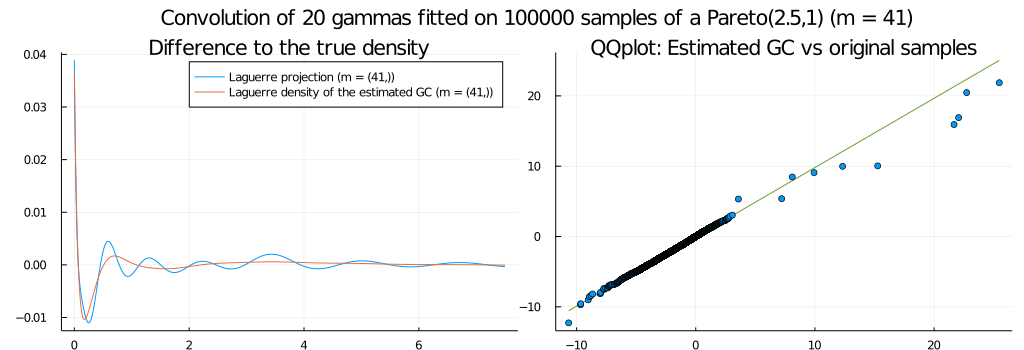 Convolution of 20 gammas fitted on 100000 samples of a Pareto(2.5,1) (m = 41)
Difference to the true density
QQplot: Estimated GC vs original samples
Laguerre projection (m = (41,))
Laguerre density of the estimated GC (m = (41,))
0.04
0.03
0.02
0.01
0.00
−0.01
0 2 4 6
20
10
0
−10
−10 0 10 20